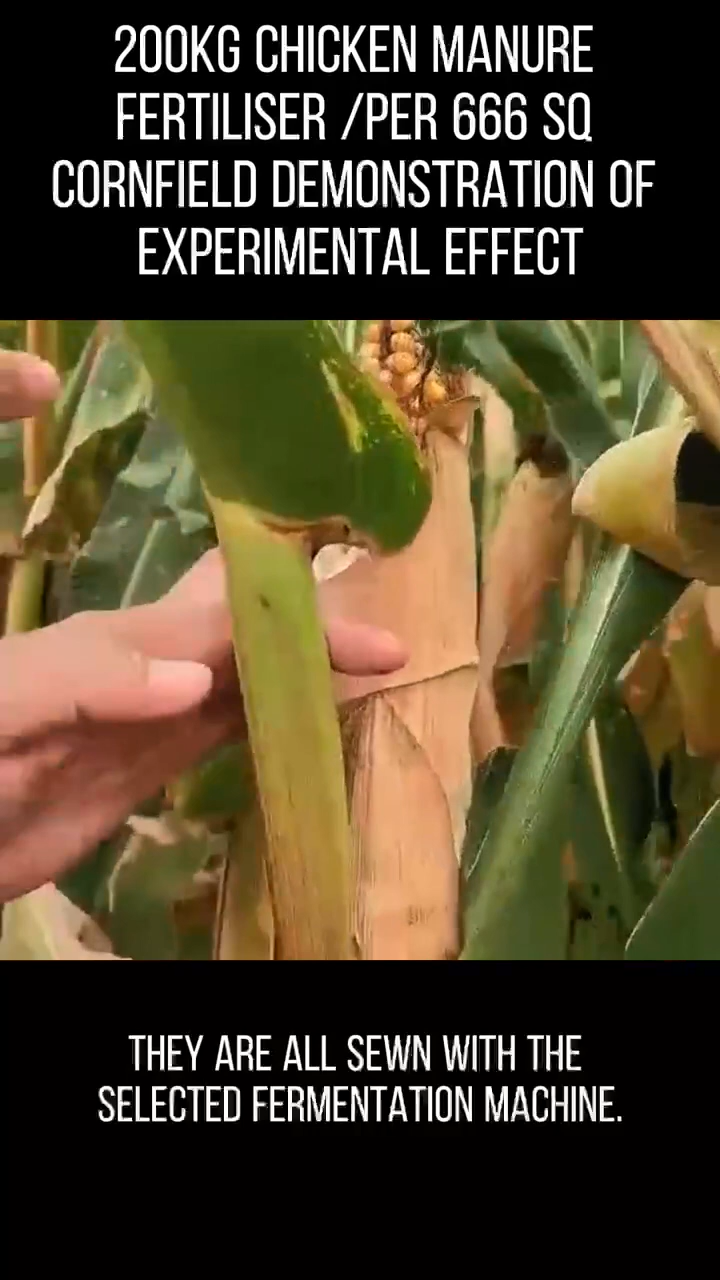 200KG CHICKEN MANURE
FERTILISER /PER 666 SQ
CORNFIELD DEMONSTRATION OF
EXPERIMENTAL EFFECT
THEY ARE ALL SEWN WITH THE
SELECTED FERMENTATION MACHINE.